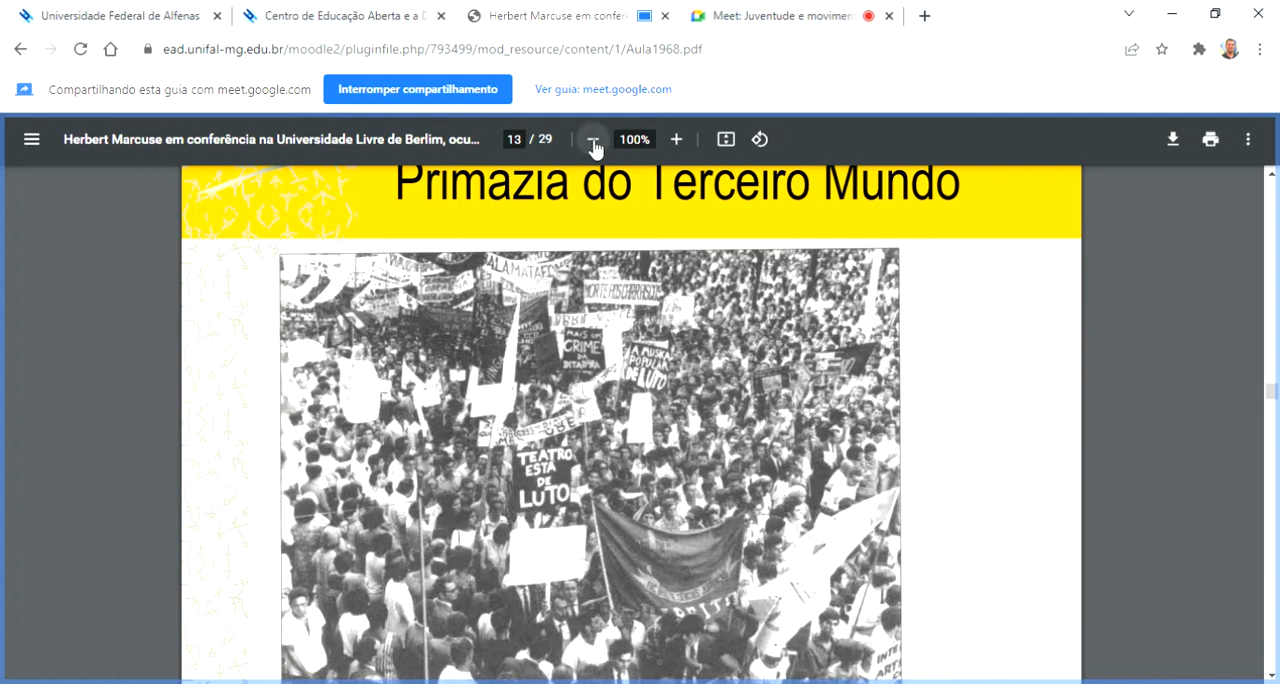 Universidade Federal de Alfenas
Centro de Educação Aberta e a D
Herbert Marcuse em confer
Meet: Juventude e movimen
ead.unifal-mg.edu.br/moodle2/pluginfile.php/793499/mod_resource/content/1/Aula1968.pdf
Compartilhando esta guia com meet.google.com
Interromper compartilhamento
Ver guia: meet.google.com
Herbert Marcuse em conferência na Universidade Livre de Berlim, ocu...
13 / 29
100%
Primazia do Terceiro Mundo
MAIS UM
CRIME
DA
DITADURA
A MUSICA
POPULAR
DE LUTO
TEATRO
ESTÁ
DE
LUTO